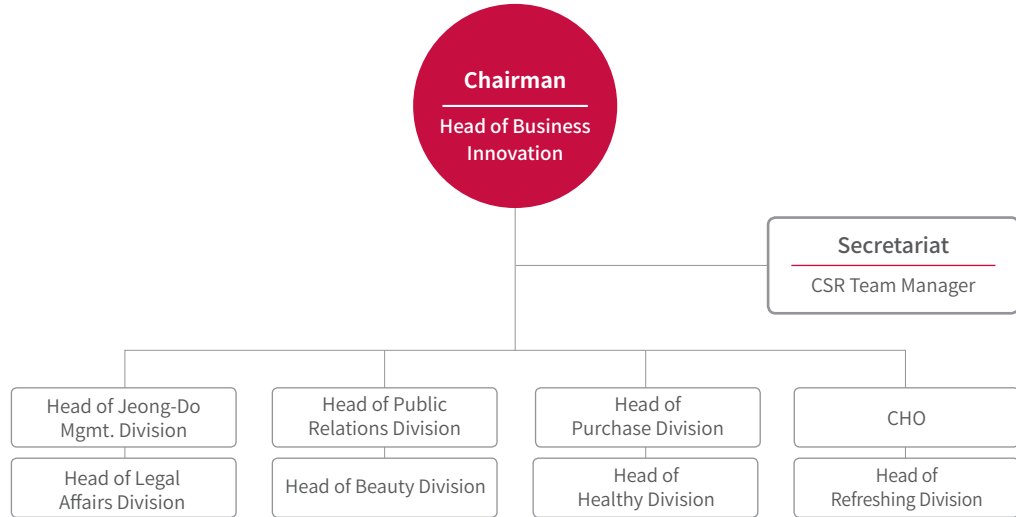 Chairman
Head of Business
Innovation
Secretariat
CSR Team Manager
Head of Jeong-Do
Mgmt. Division
Head of Public
Relations Division
Head of
Purchase Division
CHO
Head of Legal
Affairs Division
Head of Beauty Division
Head of
Healthy Division
Head of
Refreshing Division